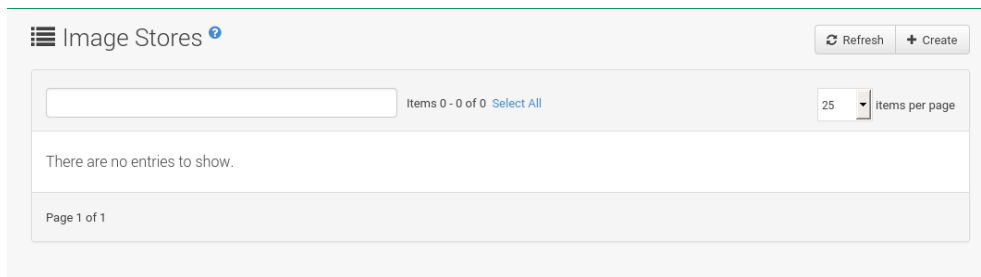 Image Stores ?
Refresh Create
Items 0 - 0 of 0 Select All 25 items per page
There are no entries to show.
Page 1 of 1